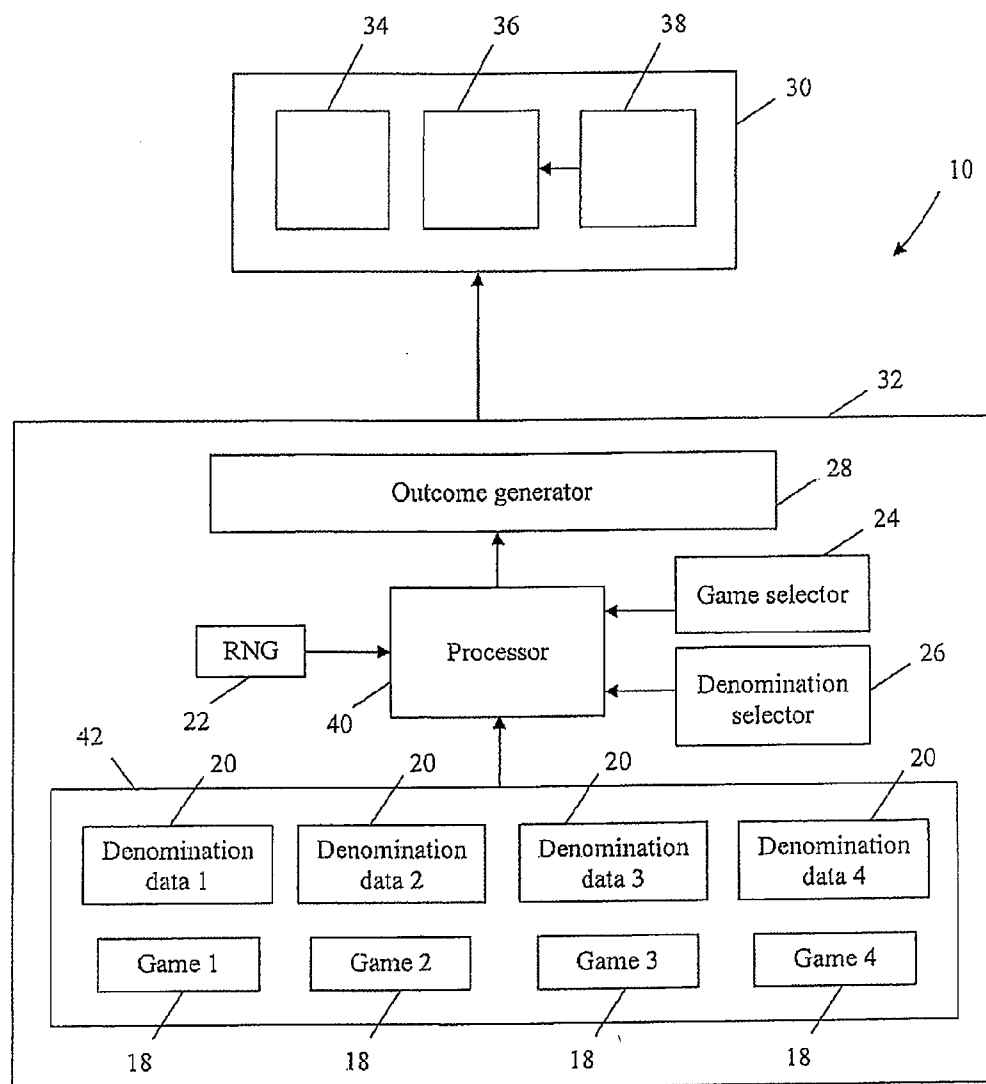 34
36
38
30
10
32
Outcome generator
28
24
Game selector
RNG
Processor
26
Denomination
selector
22
40
42
20
20
20
20
Denomination
data 1
Denomination
data 2
Denomination
data 3
Denomination
data 4
Game 1
Game 2
Game 3
Game 4
18
18
18
18